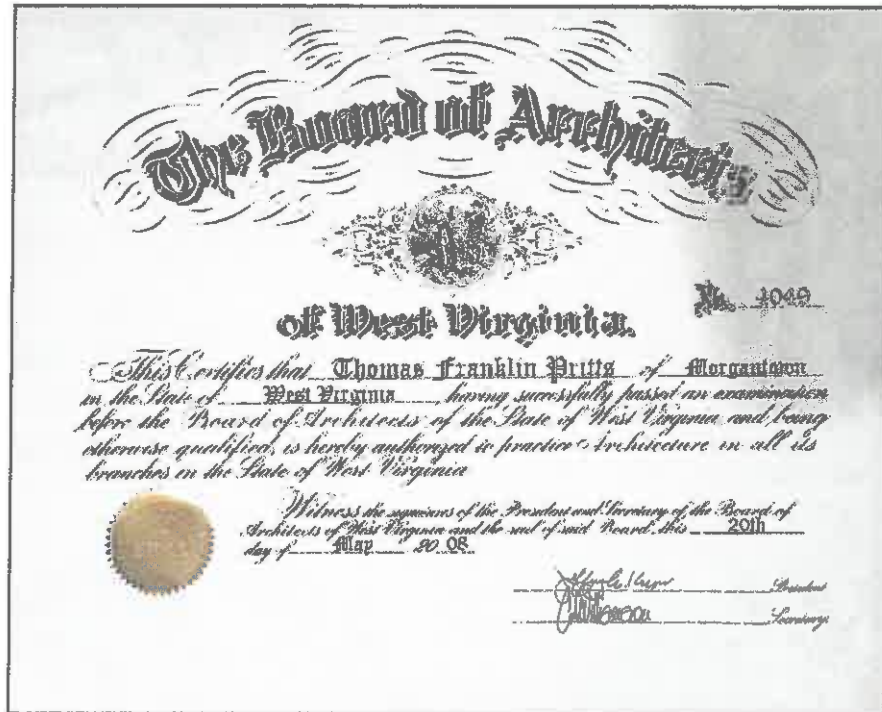 The Board of Architects
of West Virginia.
No. 4049
This Certifies that Thomas Franklin Pritts of Morgantown
in the State of West Virginia having successfully passed an examination
before the Board of Architects of the State of West Virginia and, being
otherwise qualified, is hereby authorized to practice Architecture in all its
branches in the State of West Virginia
Witness the signatures of the President and Secretary of the Board of
Architects of West Virginia and the seal of said Board, this 20th
day of May 2008
President
Secretary